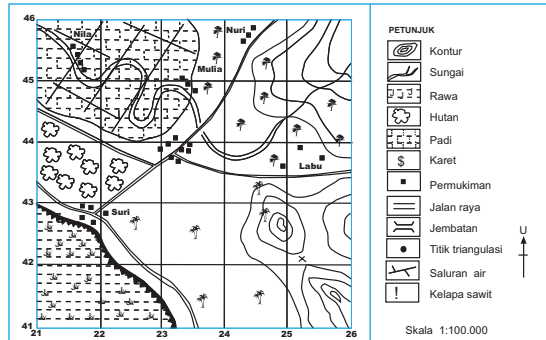 46
45
44
43
42
41
21 22 23 24 25 26
Nila
Nuri
Mulia
Labu
Suri
PETUNJUK
Kontur
Sungai
Rawa
Hutan
Padi
$ Karet
Permukiman
Jalan raya
Jembatan
Titik triangulasi
Saluran air
! Kelapa sawit
U
Skala 1:100.000